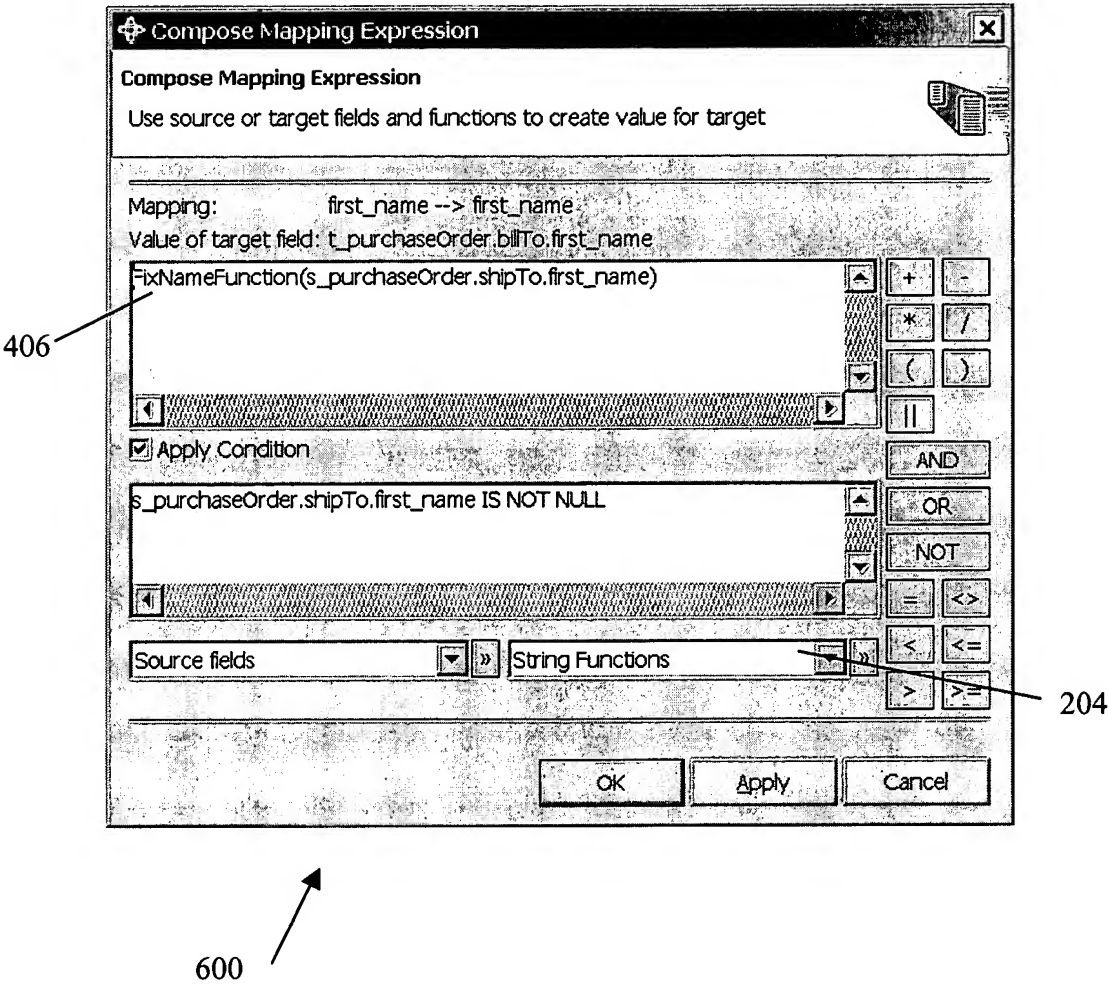 Compose Mapping Expression
Compose Mapping Expression
Use source or target fields and functions to create value for target
Mapping: first_name --> first_name
Value of target field: t_purchaseOrder.billTo.first_name
FixNameFunction(s_purchaseOrder.shipTo.first_name)
+ -
* /
406
( )
||
Apply Condition
AND
s_purchaseOrder.shipTo.first_name IS NOT NULL
OR
NOT
= <>
Source fields » String Functions » < <=
> >=
204
OK Apply Cancel
600